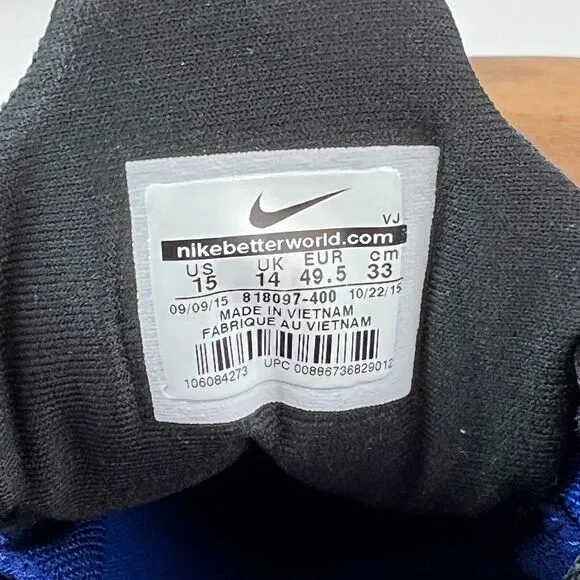 VJ
nikebetterworld.com
US UK EUR cm
15 14 49.5 33
09/09/15 818097-400 10/22/15
MADE IN VIETNAM
FABRIQUE AU VIETNAM
106084273 UPC 00886736829012